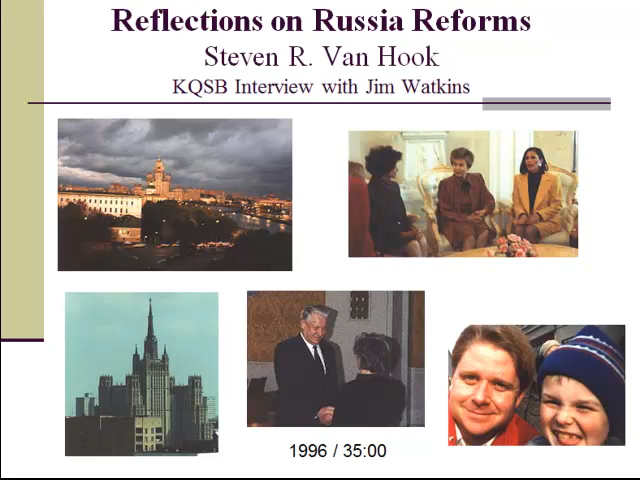 Reflections on Russia Reforms
Steven R. Van Hook
KQSB Interview with Jim Watkins
1996 / 35:00